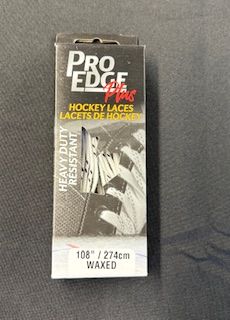 PRO
EDGE
Plus
HOCKEY LACES
LACETS DE HOCKEY
HEAVY DUTY
RESISTANT
108" / 274cm
WAXED